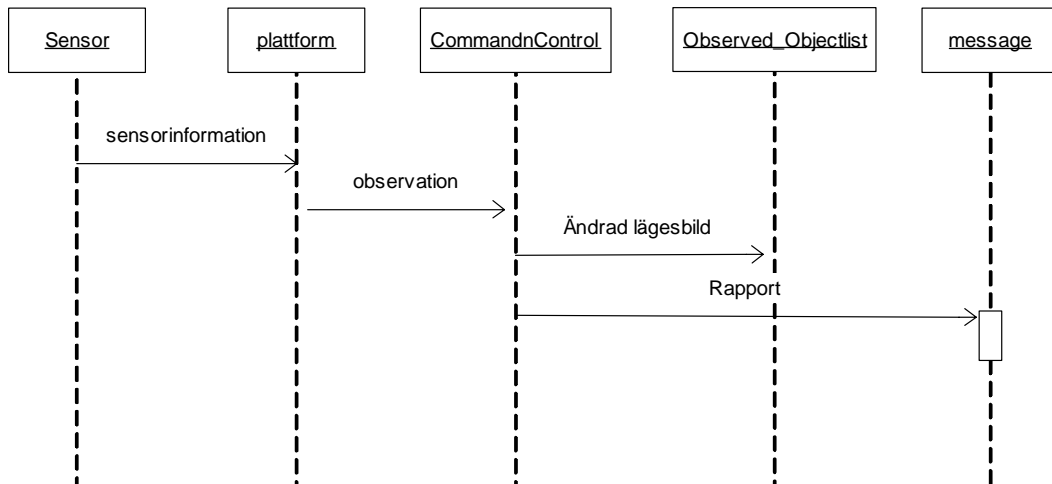 Sensor
plattform
CommandnControl
Observed_Objectlist
message
sensorinformation
observation
Ändrad lägesbild
Rapport